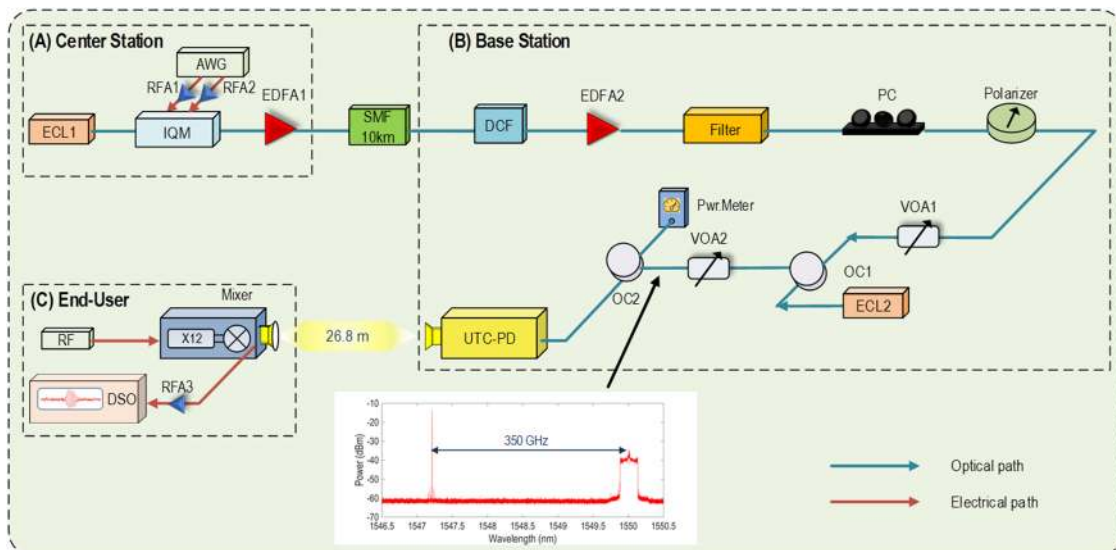 (A) Center Station
AWG
RFA1
RFA2
EDFA1
ECL1
IQM
SMF
10km
(B) Base Station
DCF
EDFA2
Filter
PC
Polarizer
Pwr.Meter
VOA2
VOA1
OC2
OC1
ECL2
UTC-PD
26.8 m
(C) End-User
Mixer
RF
X12
RFA3
DSO
-10
-20
-30
-40
-50
-60
-70
Power (dBm)
350 GHz
1546.5 1547 1547.5 1548 1548.5 1549 1549.5 1550 1550.5
Wavelength (nm)
Optical path
Electrical path